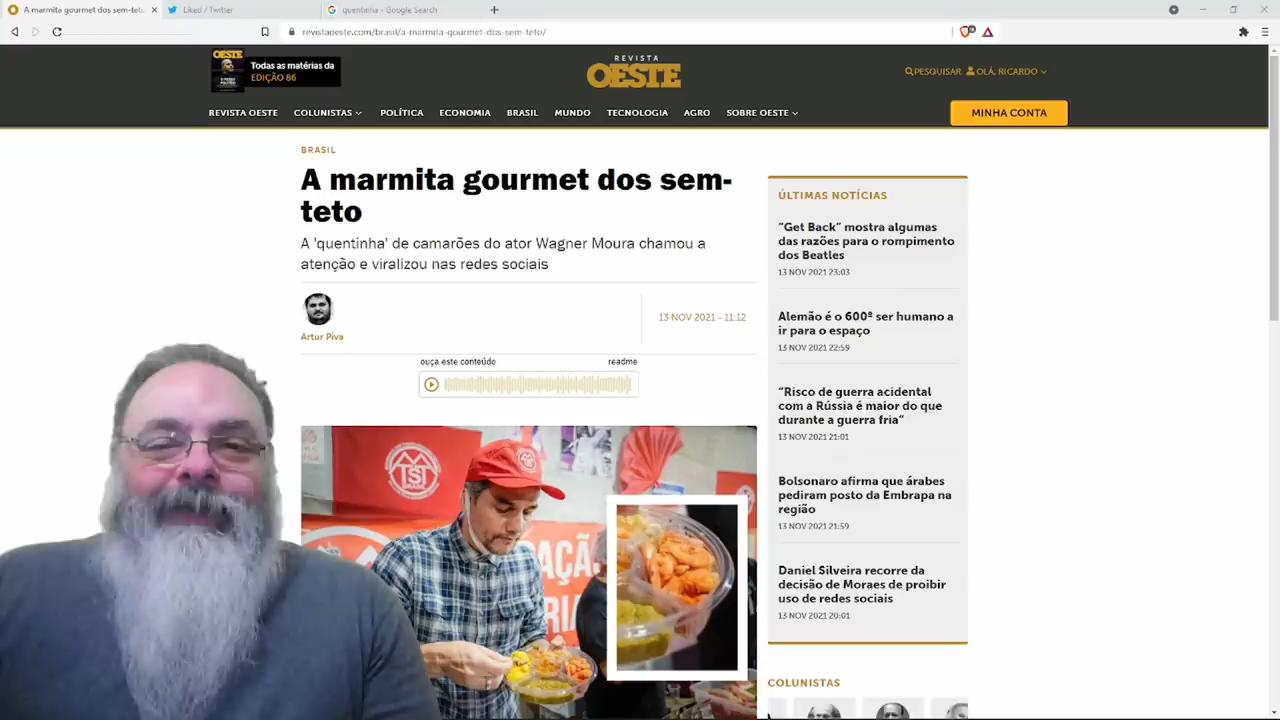 A marmita gourmet dos sem-teto
Liked / Twitter
quentinha - Google Search
revistaoeste.com/brasil/a-marmita-gourmet-dos-sem-teto/
OESTE
Todas as matérias da
EDIÇÃO 86
REVISTA
OESTE
PESQUISAR
OLÁ, RICARDO
REVISTA OESTE
COLUNISTAS
POLÍTICA
ECONOMIA
BRASIL
MUNDO
TECNOLOGIA
AGRO
SOBRE OESTE
MINHA CONTA
BRASIL
A marmita gourmet dos sem-
teto
A 'quentinha' de camarões do ator Wagner Moura chamou a
atenção e viralizou nas redes sociais
Artur Piva
13 NOV 2021 - 11:12
ouça este conteúdo
readme
MTST
AÇÃ
RIA
ÚLTIMAS NOTÍCIAS
“Get Back” mostra algumas
das razões para o rompimento
dos Beatles
13 NOV 2021 23:03
Alemão é o 600º ser humano a
ir para o espaço
13 NOV 2021 22:59
“Risco de guerra acidental
com a Rússia é maior do que
durante a guerra fria”
13 NOV 2021 21:01
Bolsonaro afirma que árabes
pediram posto da Embrapa na
região
13 NOV 2021 21:59
Daniel Silveira recorre da
decisão de Moraes de proibir
uso de redes sociais
13 NOV 2021 20:01
COLUNISTAS